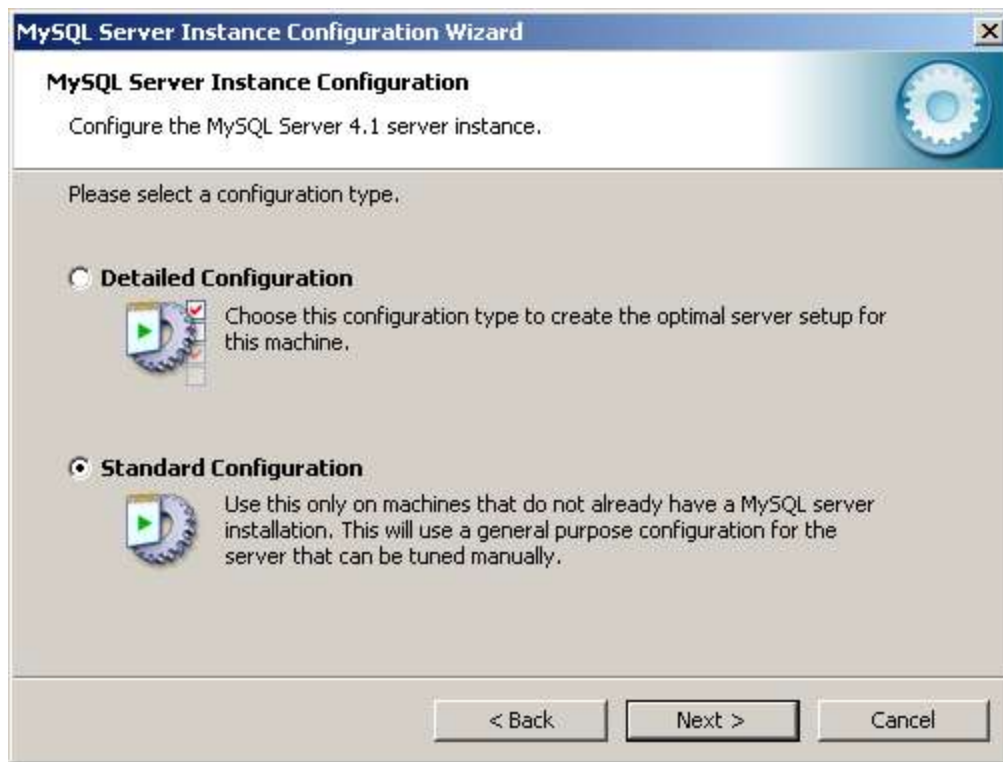 MySQL Server Instance Configuration Wizard
MySQL Server Instance Configuration
Configure the MySQL Server 4.1 server instance.
Please select a configuration type.
Detailed Configuration
Choose this configuration type to create the optimal server setup for
this machine.
Standard Configuration
Use this only on machines that do not already have a MySQL server
installation. This will use a general purpose configuration for the
server that can be tuned manually.
< Back
Next >
Cancel